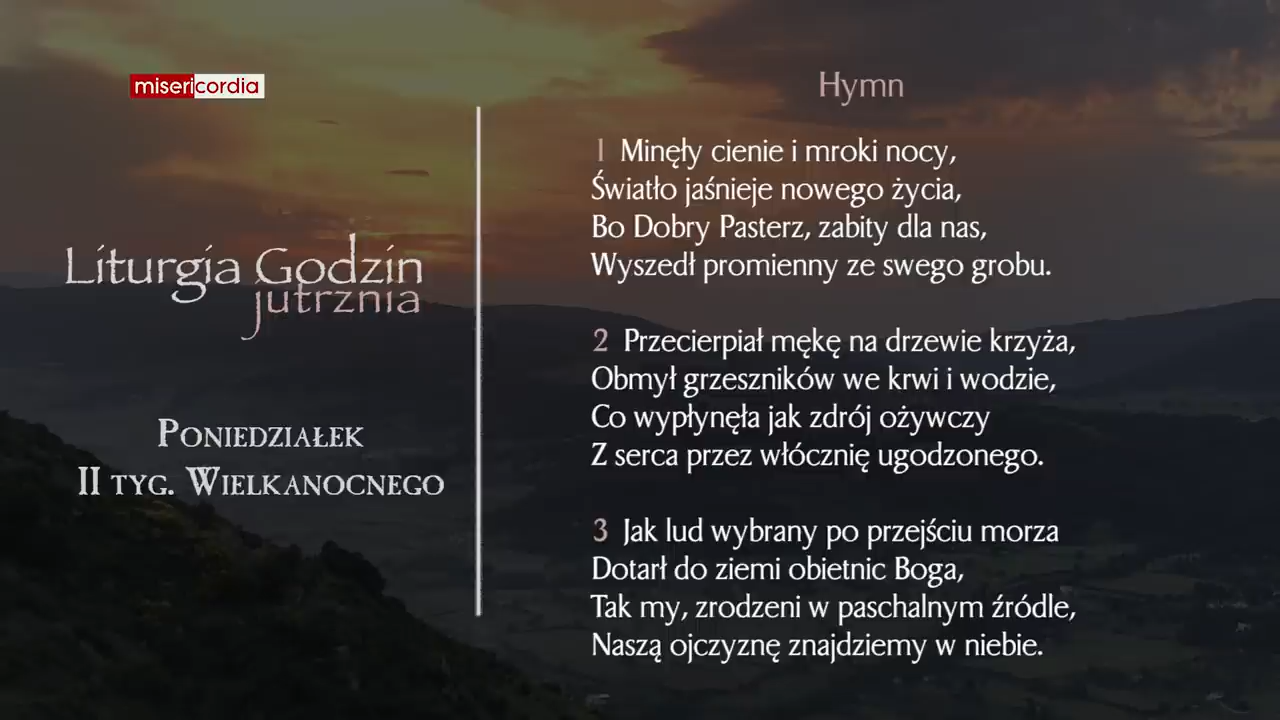 misericordia
Liturgia Godzin
jutrznia
Poniedziałek
II tyg. Wielkanocnego
Hymn
1 Minęły cienie i mroki nocy,
Światło jaśnieje nowego życia,
Bo Dobry Pasterz, zabity dla nas,
Wyszedł promienny ze swego grobu.
2 Przecierpiał mękę na drzewie krzyża,
Obmył grzeszników we krwi i wodzie,
Co wypłynęła jak zdrój ożywczy
Z serca przez włócznię ugodzonego.
3 Jak lud wybrany po przejściu morza
Dotarł do ziemi obietnic Boga,
Tak my, zrodzeni w paschalnym źródle,
Naszą ojczyznę znajdziemy w niebie.